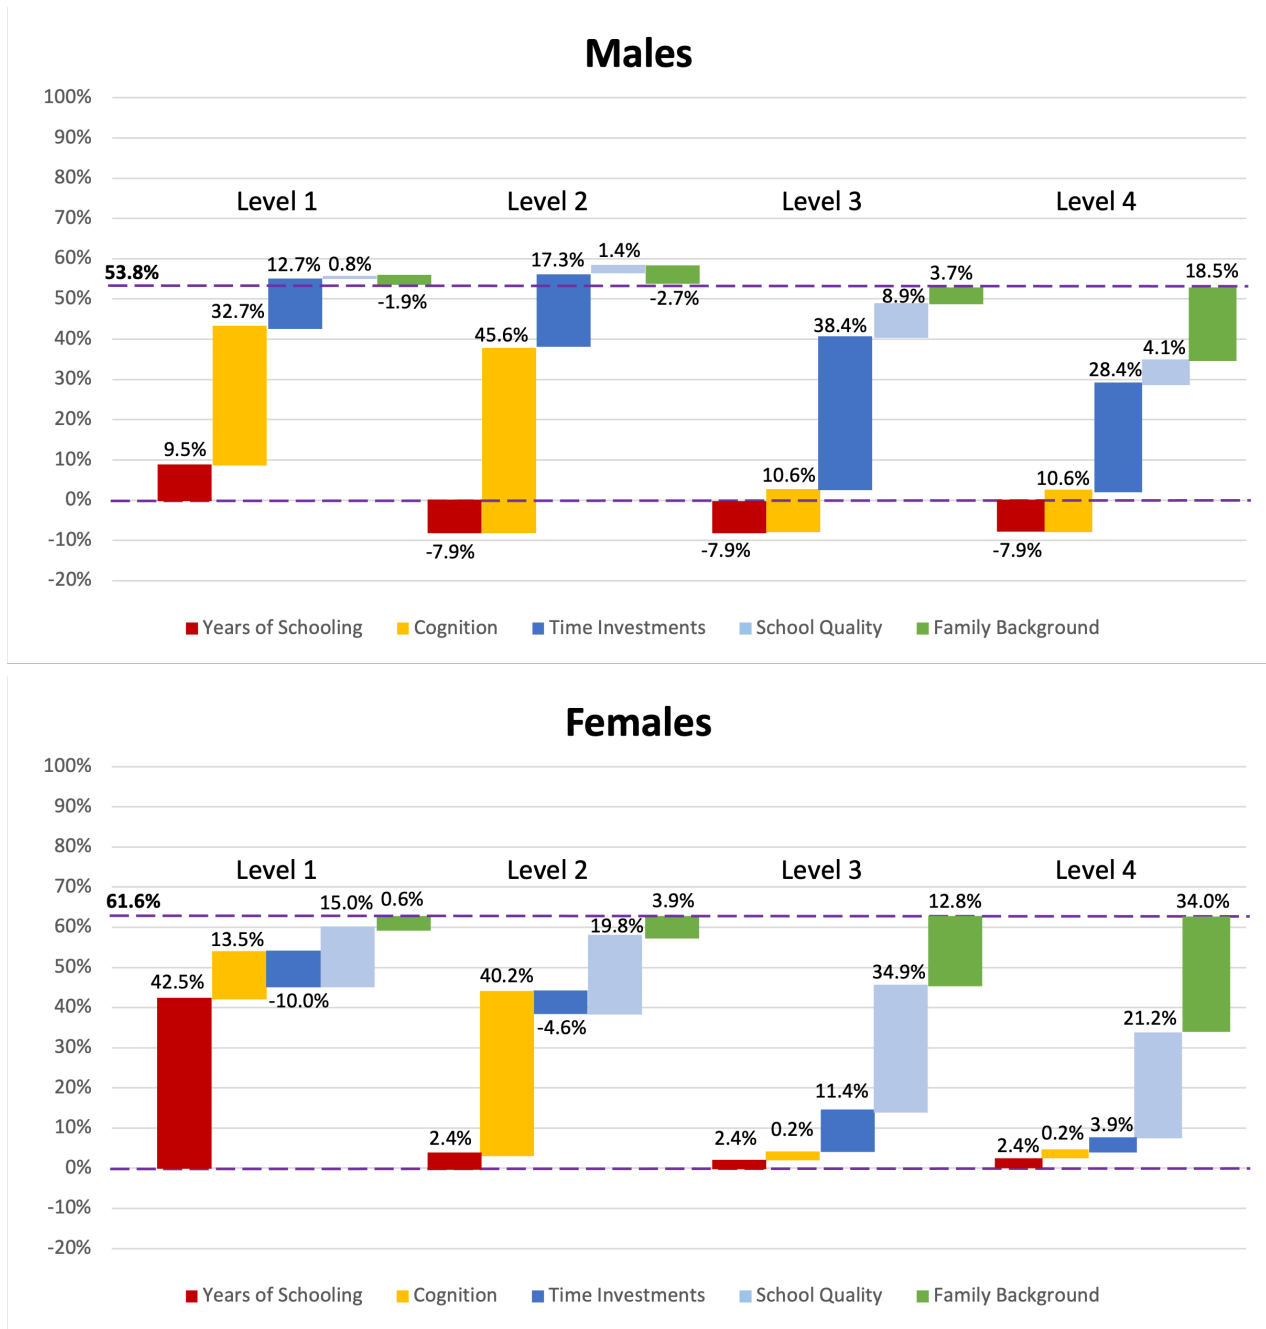 Males
100%
90%
80%
70%
60%
50%
40%
30%
20%
10%
0%
-10%
-20%
Level 1 Level 2 Level 3 Level 4
53.8%
9.5% 32.7% 12.7% 0.8% -1.9%
-7.9% 45.6% 17.3% 1.4% -2.7%
-7.9% 10.6% 38.4% 8.9% 3.7%
-7.9% 10.6% 28.4% 4.1% 18.5%
Years of Schooling Cognition Time Investments School Quality Family Background
Females
100%
90%
80%
70%
60%
50%
40%
30%
20%
10%
0%
-10%
-20%
Level 1 Level 2 Level 3 Level 4
61.6%
42.5% 13.5% -10.0% 15.0% 0.6%
2.4% 40.2% -4.6% 19.8% 3.9%
2.4% 0.2% 11.4% 34.9% 12.8%
2.4% 0.2% 3.9% 21.2% 34.0%
Years of Schooling Cognition Time Investments School Quality Family Background